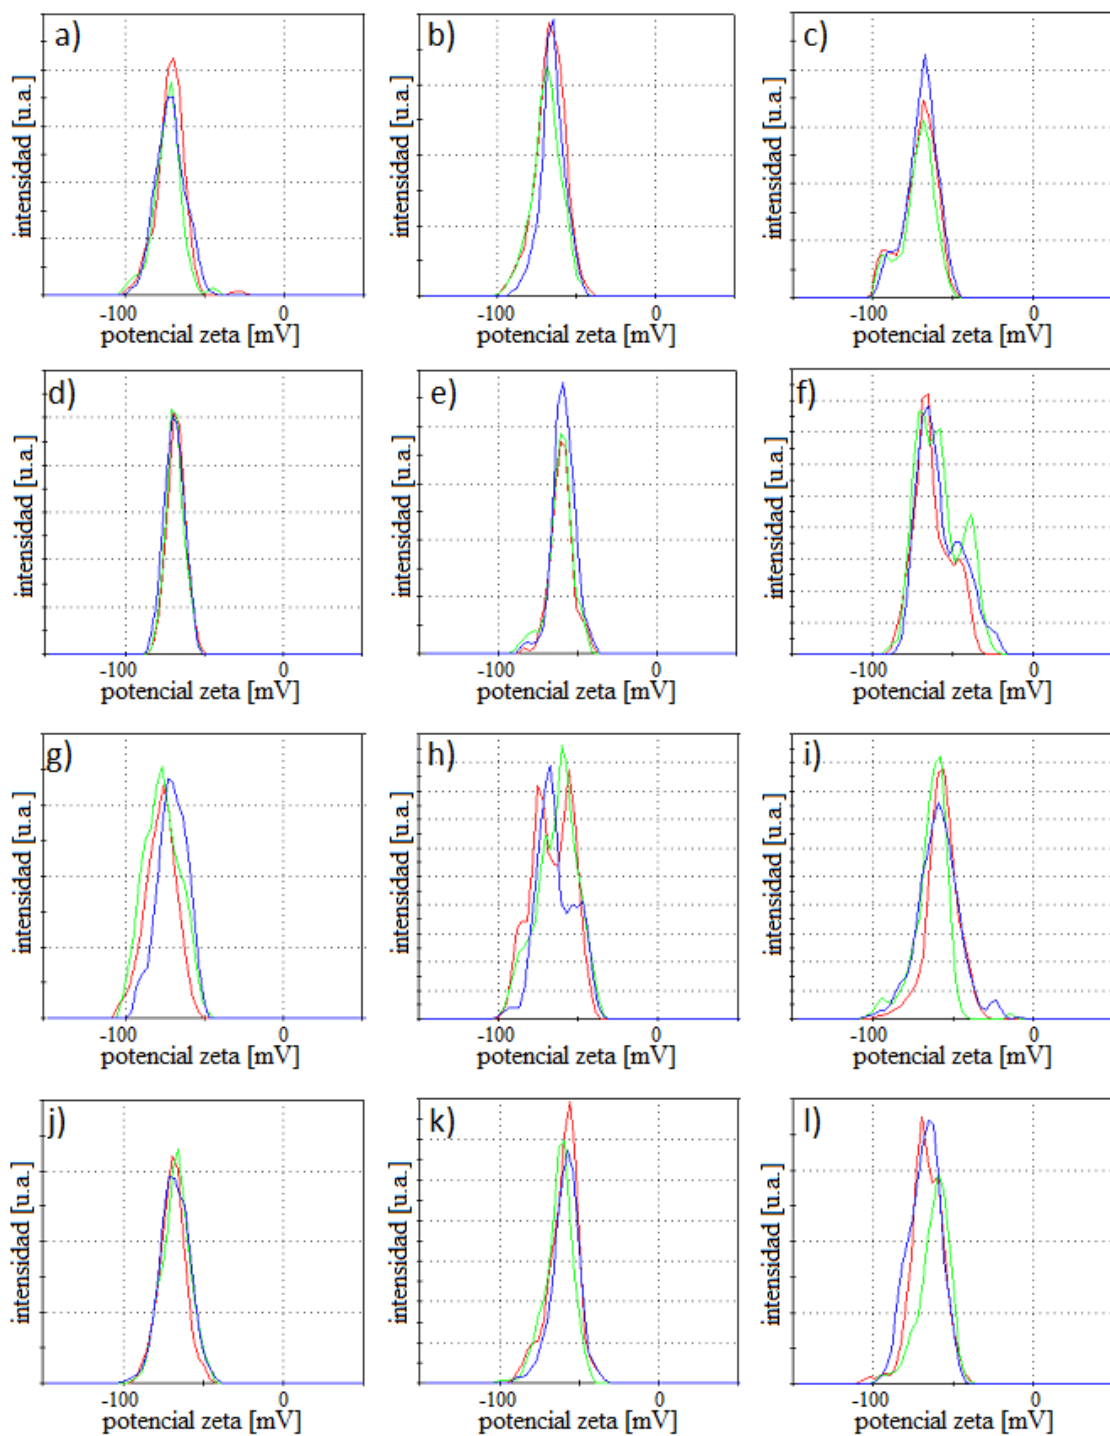 a)
intensidad [u.a.]
-100 0
potencial zeta [mV]
b)
intensidad [u.a.]
-100 0
potencial zeta [mV]
c)
intensidad [u.a.]
-100 0
potencial zeta [mV]
d)
intensidad [u.a.]
-100 0
potencial zeta [mV]
e)
intensidad [u.a.]
-100 0
potencial zeta [mV]
f)
intensidad [u.a.]
-100 0
potencial zeta [mV]
g)
intensidad [u.a.]
-100 0
potencial zeta [mV]
h)
intensidad [u.a.]
-100 0
potencial zeta [mV]
i)
intensidad [u.a.]
-100 0
potencial zeta [mV]
j)
intensidad [u.a.]
-100 0
potencial zeta [mV]
k)
intensidad [u.a.]
-100 0
potencial zeta [mV]
l)
intensidad [u.a.]
-100 0
potencial zeta [mV]